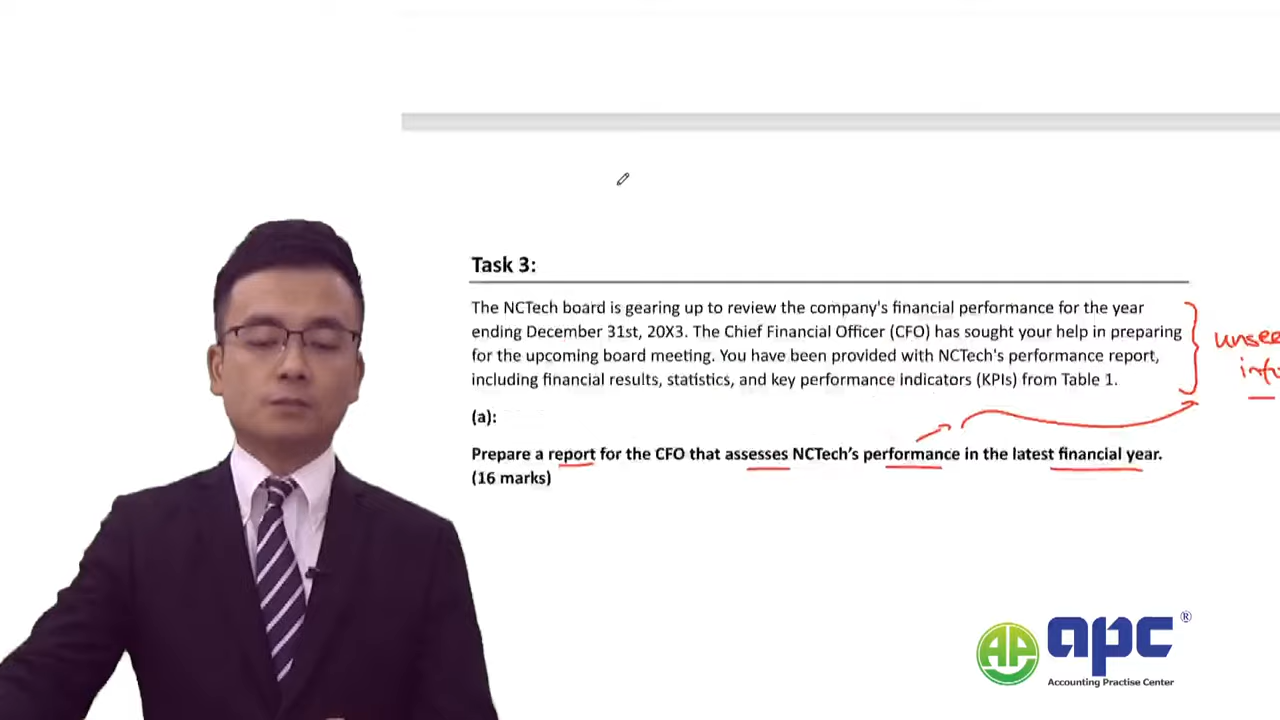 Task 3:
The NCTech board is gearing up to review the company's financial performance for the year
ending December 31st, 20X3. The Chief Financial Officer (CFO) has sought your help in preparing
for the upcoming board meeting. You have been provided with NCTech's performance report,
including financial results, statistics, and key performance indicators (KPIs) from Table 1.
(a):
Prepare a report for the CFO that assesses NCTech's performance in the latest financial year.
(16 marks)
AP
apc®
Accounting Practise Center